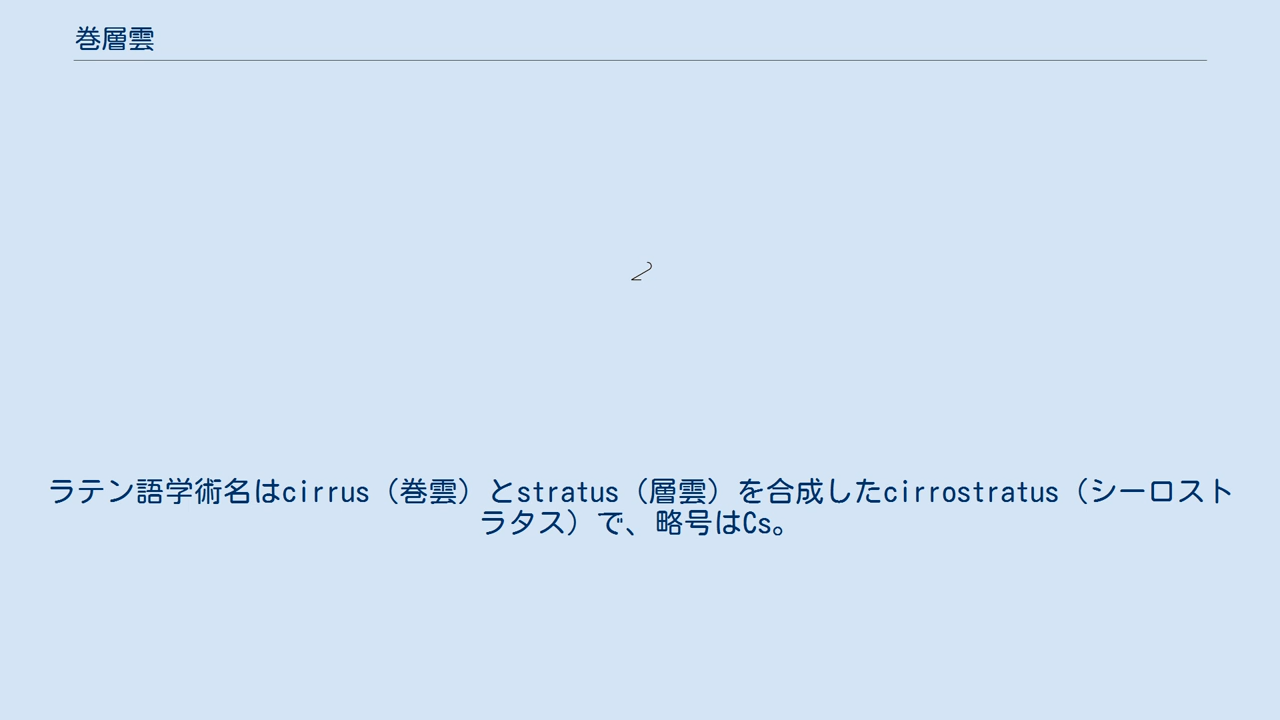 巻層雲
ラテン語学術名はcirrus（巻雲）とstratus（層雲）を合成したcirrostratus（シーロスト
ラタス）で、略号はCs。